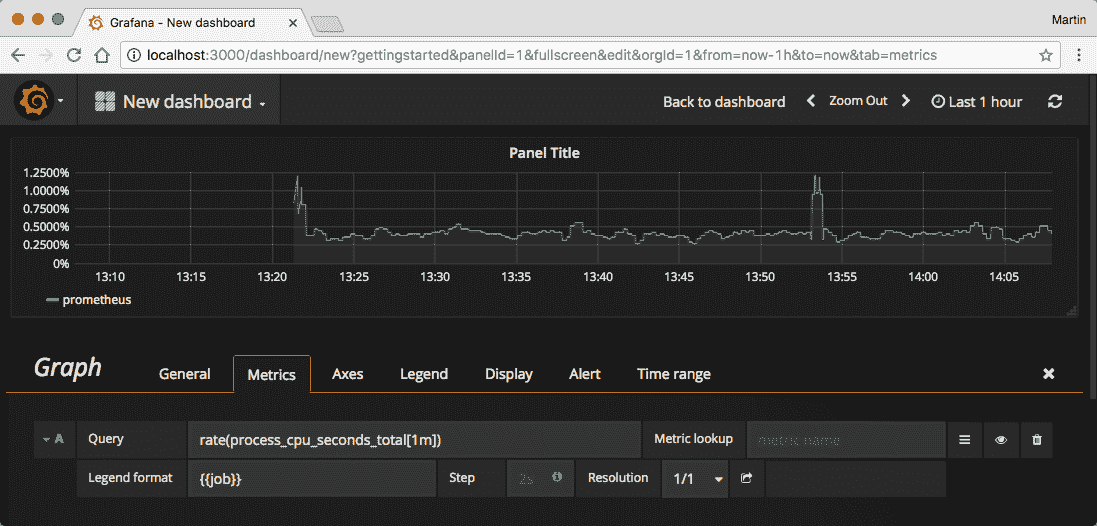 Grafana - New dashboard
Martin
localhost:3000/dashboard/new?gettingstarted&panelId=1&fullscreen&edit&orgId=1&from=now-1h&to=now&tab=metrics
New dashboard
Back to dashboard Zoom Out Last 1 hour
Panel Title
1.2500%
1.0000%
0.7500%
0.5000%
0.2500%
0%
13:10 13:15 13:20 13:25 13:30 13:35 13:40 13:45 13:50 13:55 14:00 14:05
prometheus
Graph General Metrics Axes Legend Display Alert Time range
A Query rate(process_cpu_seconds_total[1m]) Metric lookup metric name
Legend format {{job}} Step 2s Resolution 1/1